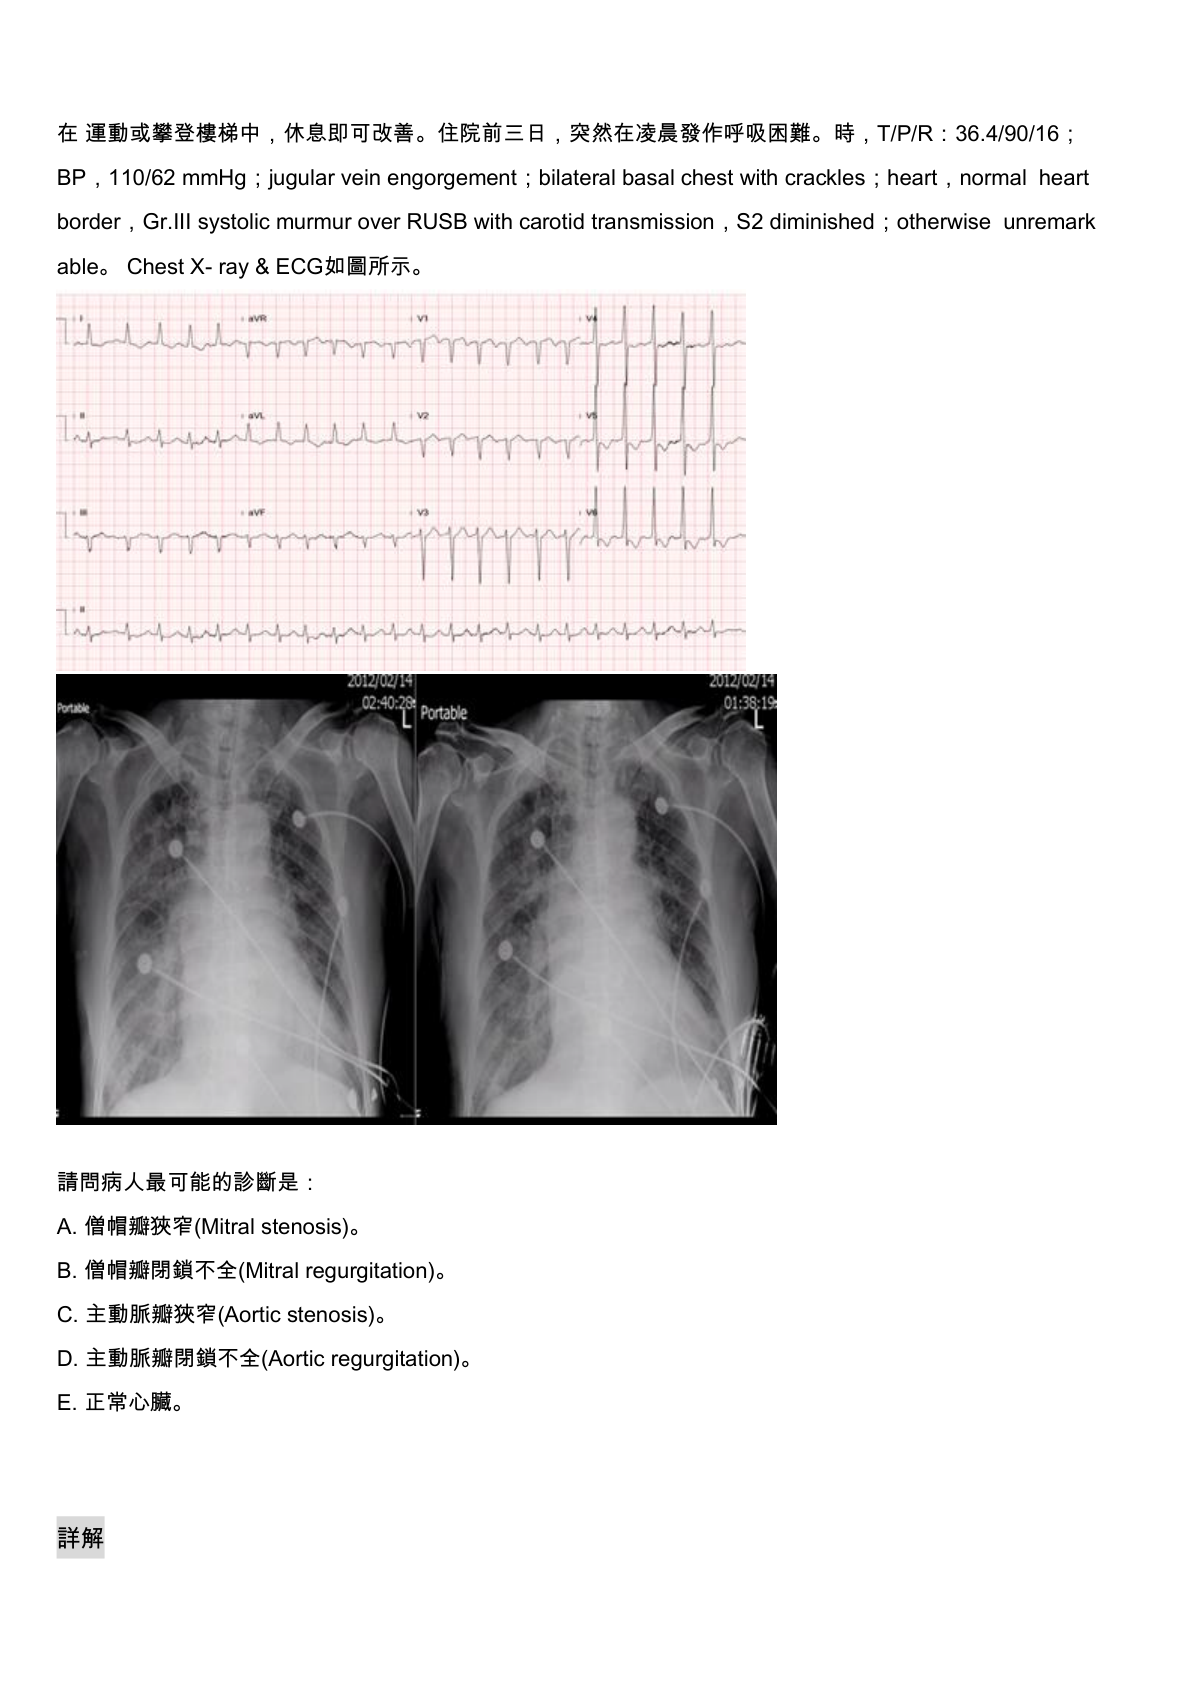 在 運動或攀登樓梯中，休息即可改善。住院前三日，突然在凌晨發作呼吸困難。時，T/P/R：36.4/90/16；
BP，110/62 mmHg；jugular vein engorgement；bilateral basal chest with crackles；heart，normal heart
border，Gr.III systolic murmur over RUSB with carotid transmission，S2 diminished；otherwise unremark
able。 Chest X- ray & ECG如圖所示。
I aVR V1 V4
II aVL V2 V5
III aVF V3 V6
II
2012/02/14 2012/02/14
Portable 02:40:28 Portable 01:38:19
L L
請問病人最可能的診斷是：
A. 僧帽瓣狹窄(Mitral stenosis)。
B. 僧帽瓣閉鎖不全(Mitral regurgitation)。
C. 主動脈瓣狹窄(Aortic stenosis)。
D. 主動脈瓣閉鎖不全(Aortic regurgitation)。
E. 正常心臟。
詳解